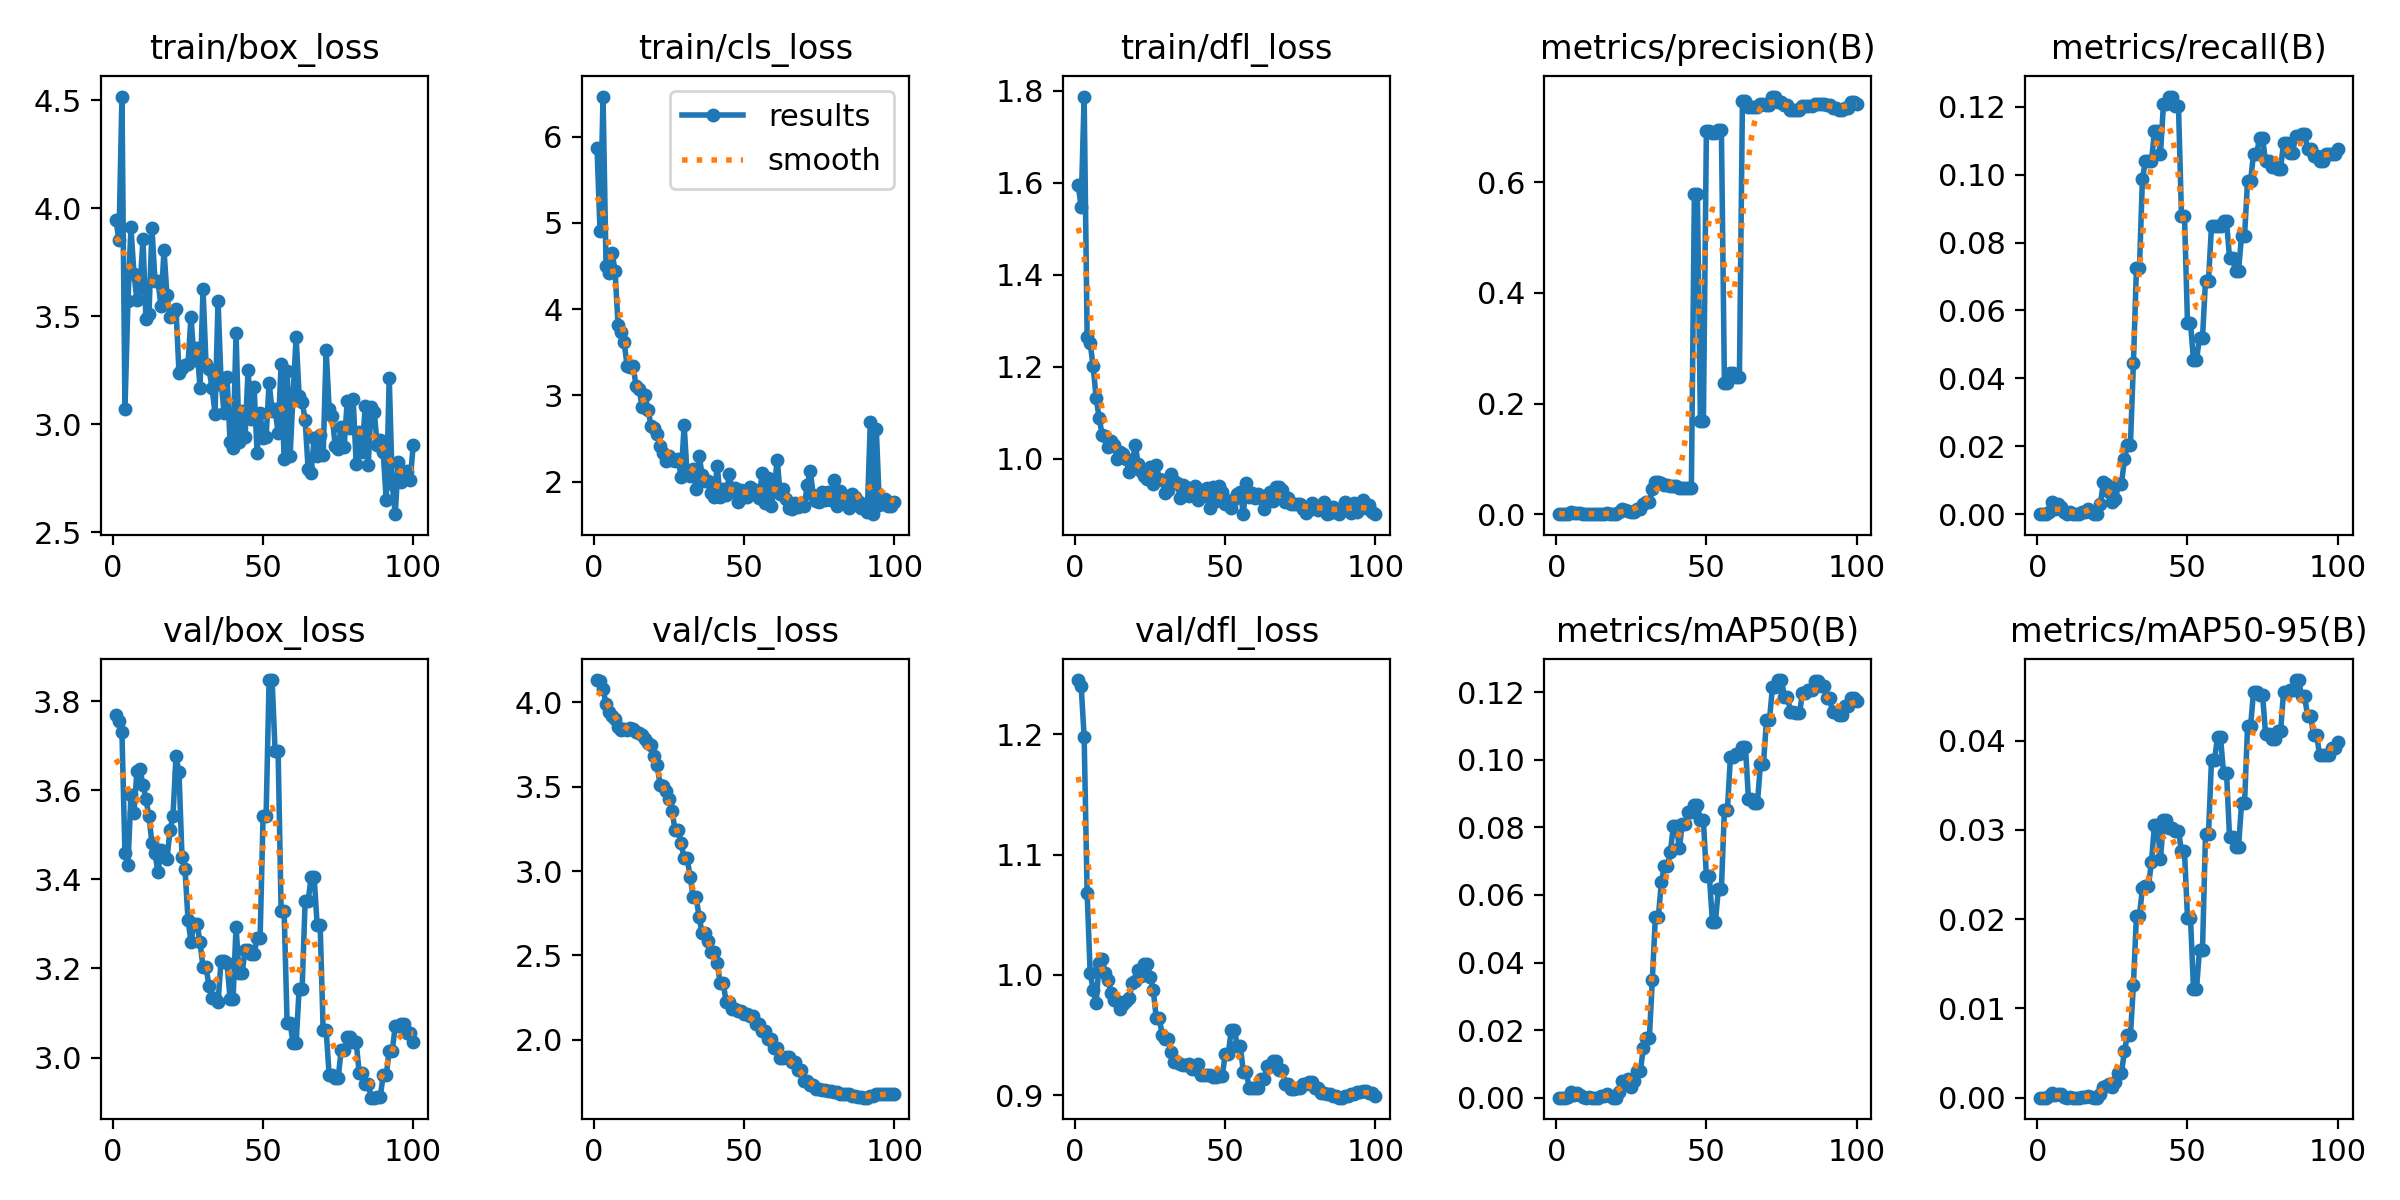 train/box_loss
train/cls_loss
train/dfl_loss
metrics/precision(B)
metrics/recall(B)
4.5
4.0
3.5
3.0
2.5
0 50 100
results
smooth
6
5
4
3
2
0 50 100
1.8
1.6
1.4
1.2
1.0
0 50 100
0.6
0.4
0.2
0.0
0 50 100
0.12
0.10
0.08
0.06
0.04
0.02
0.00
0 50 100
val/box_loss
val/cls_loss
val/dfl_loss
metrics/mAP50(B)
metrics/mAP50-95(B)
3.8
3.6
3.4
3.2
3.0
0 50 100
4.0
3.5
3.0
2.5
2.0
0 50 100
1.2
1.1
1.0
0.9
0 50 100
0.12
0.10
0.08
0.06
0.04
0.02
0.00
0 50 100
0.04
0.03
0.02
0.01
0.00
0 50 100